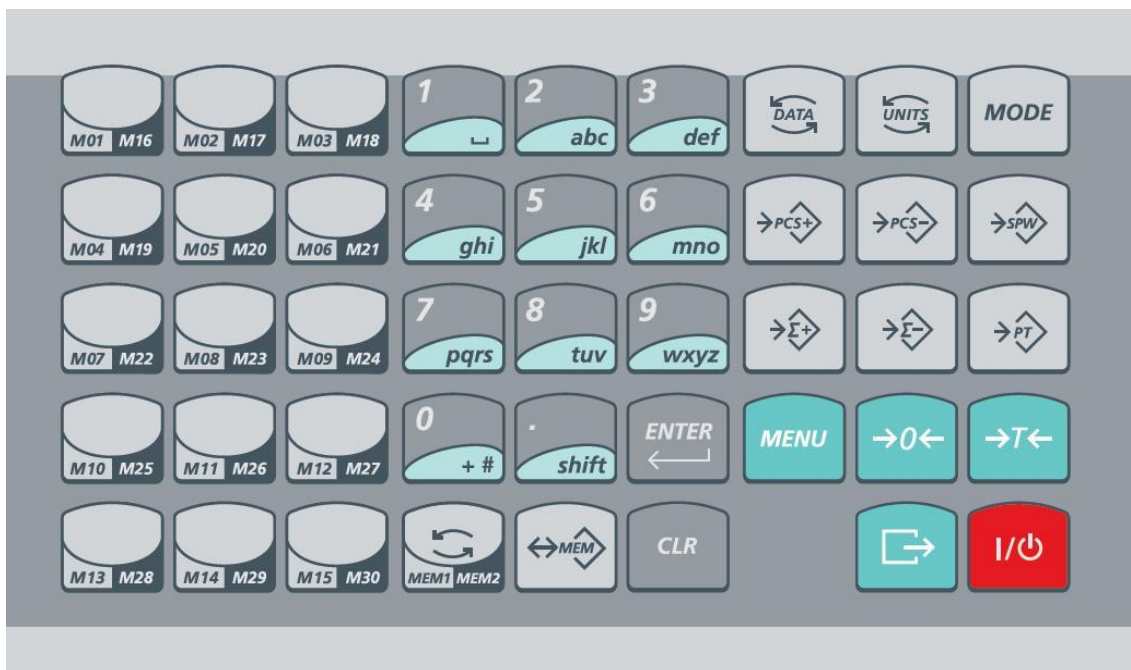 1 2 3
M01 M16 M02 M17 M03 M18 abc def DATA UNITS MODE
4 5 6
M04 M19 M05 M20 M06 M21 ghi jkl mno →PCS+ →PCS- →SPW
7 8 9
M07 M22 M08 M23 M09 M24 pqrs tuv wxyz →Σ+ →Σ- →PT
0 . ENTER MENU →0← →T←
M10 M25 M11 M26 M12 M27 + # shift
M13 M28 M14 M29 M15 M30 MEM1 MEM2 ↔MEM CLR I/⏻